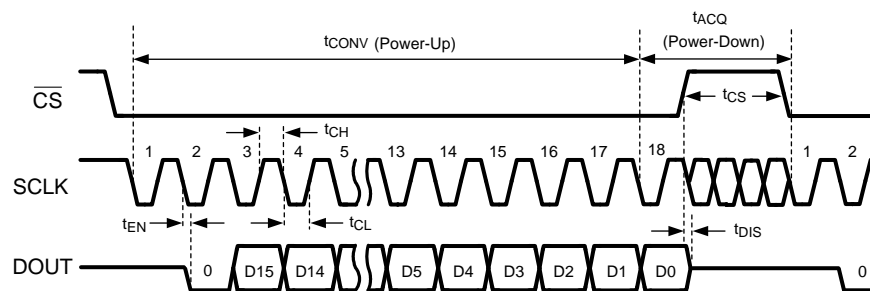 tACQ
tCONV (Power-Up) (Power-Down)
CS tCS
tCH
1 2 3 4 5 13 14 15 16 17 18 1 2
SCLK
tEN tCL tDIS
DOUT 0 D15 D14 D5 D4 D3 D2 D1 D0 0